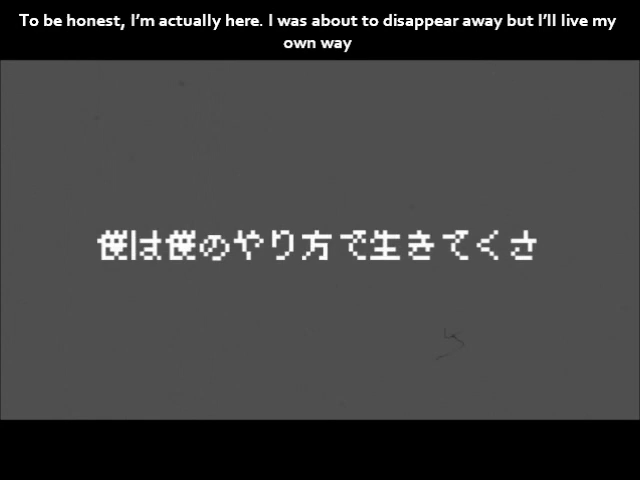 To be honest, I'm actually here. I was about to disappear away but I'll live my
own way
僕は僕のやり方で生きてくさ